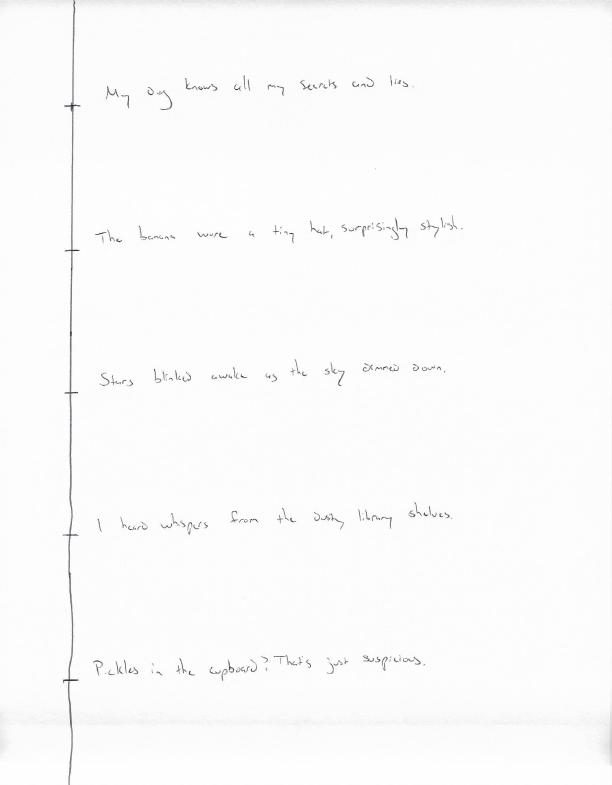 My dog knows all my secrets and lies.
The banana wore a tiny hat, surprisingly stylish.
Stars blinked awake as the sky dimmed down.
I heard whispers from the dusty library shelves.
Pickles in the cupboard? That's just suspicious.